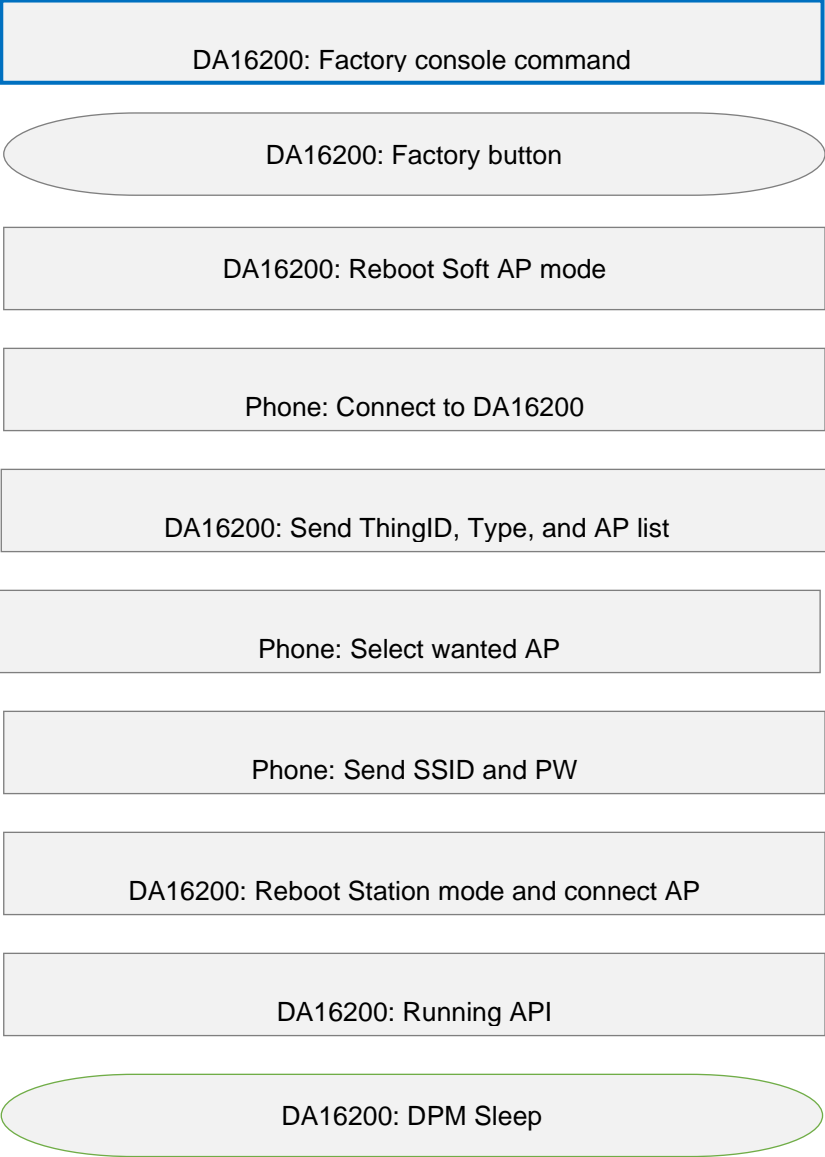 DA16200: Factory console command
DA16200: Factory button
DA16200: Reboot Soft AP mode
Phone: Connect to DA16200
DA16200: Send ThingID, Type, and AP list
Phone: Select wanted AP
Phone: Send SSID and PW
DA16200: Reboot Station mode and connect AP
DA16200: Running API
DA16200: DPM Sleep